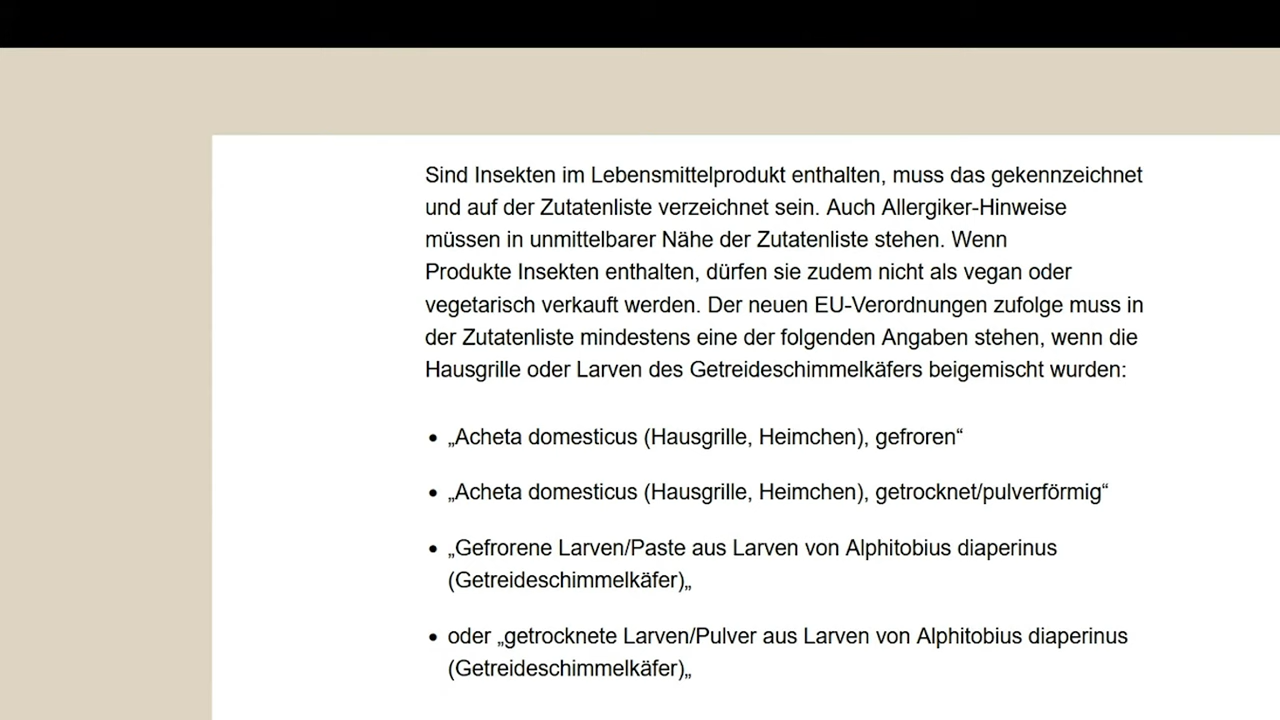 Sind Insekten im Lebensmittelprodukt enthalten, muss das gekennzeichnet
und auf der Zutatenliste verzeichnet sein. Auch Allergiker-Hinweise
müssen in unmittelbarer Nähe der Zutatenliste stehen. Wenn
Produkte Insekten enthalten, dürfen sie zudem nicht als vegan oder
vegetarisch verkauft werden. Der neuen EU-Verordnungen zufolge muss in
der Zutatenliste mindestens eine der folgenden Angaben stehen, wenn die
Hausgrille oder Larven des Getreideschimmelkäfers beigemischt wurden:
• „Acheta domesticus (Hausgrille, Heimchen), gefroren“
• „Acheta domesticus (Hausgrille, Heimchen), getrocknet/pulverförmig“
• „Gefrorene Larven/Paste aus Larven von Alphitobius diaperinus
(Getreideschimmelkäfer)„
• oder „getrocknete Larven/Pulver aus Larven von Alphitobius diaperinus
(Getreideschimmelkäfer)„